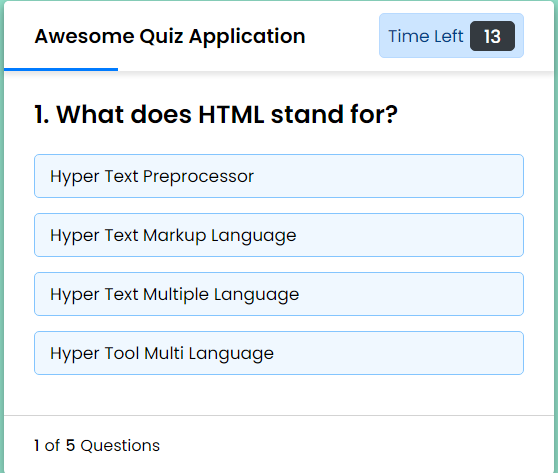 Awesome Quiz Application
Time Left 13
1. What does HTML stand for?
Hyper Text Preprocessor
Hyper Text Markup Language
Hyper Text Multiple Language
Hyper Tool Multi Language
1 of 5 Questions